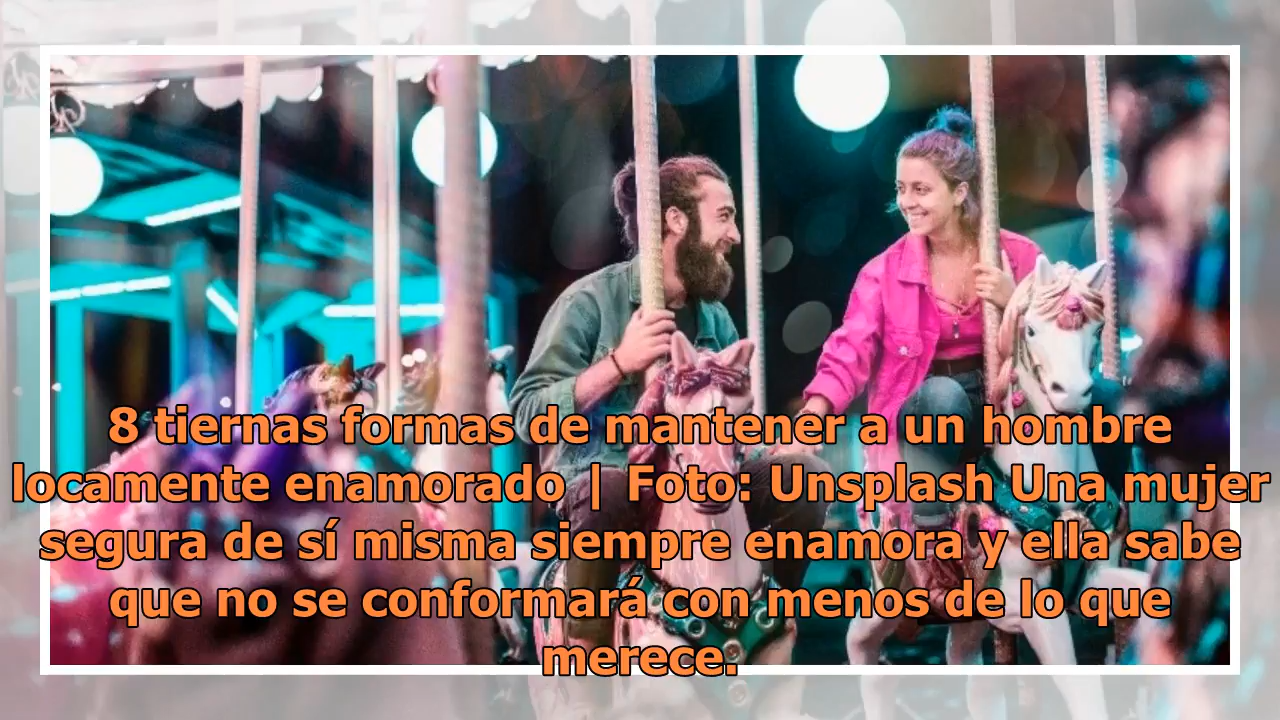 8 tiernas formas de mantener a un hombre
locamente enamorado | Foto: Unsplash Una mujer
segura de sí misma siempre enamora y ella sabe
que no se conformará con menos de lo que
merece.